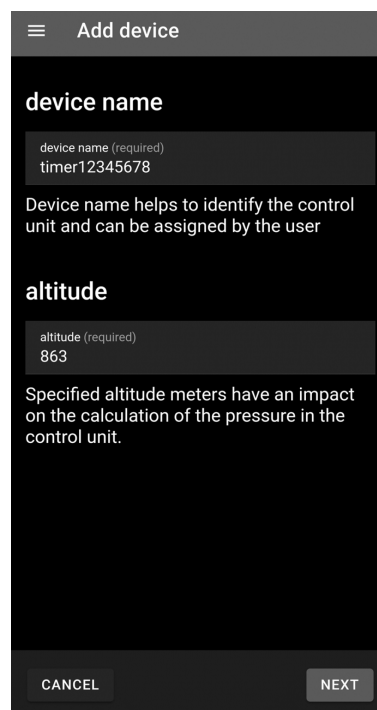 Add device
device name
device name (required)
timer12345678
Device name helps to identify the control
unit and can be assigned by the user
altitude
altitude (required)
863
Specified altitude meters have an impact
on the calculation of the pressure in the
control unit.
CANCEL NEXT